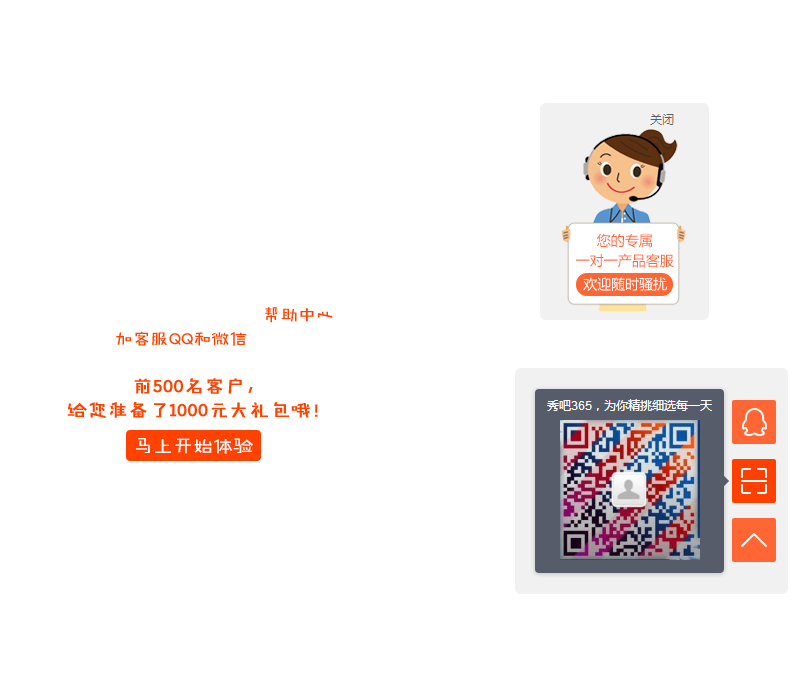 关闭
您的专属
一对一产品客服
欢迎随时骚扰
帮助中心
加客服QQ和微信
前500名客户，
给您准备了1000元大礼包哦！
马上开始体验
秀吧365，为你精挑细选每一天